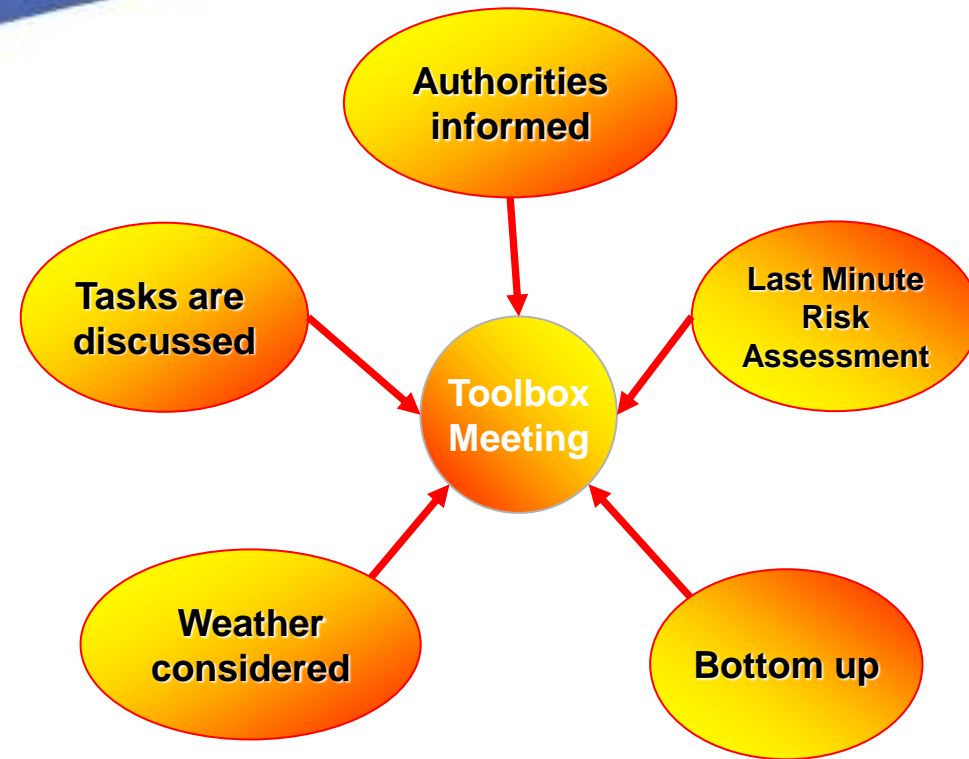 Authorities
informed
Tasks are
discussed
Last Minute
Risk
Assessment
Toolbox
Meeting
Weather
considered
Bottom up